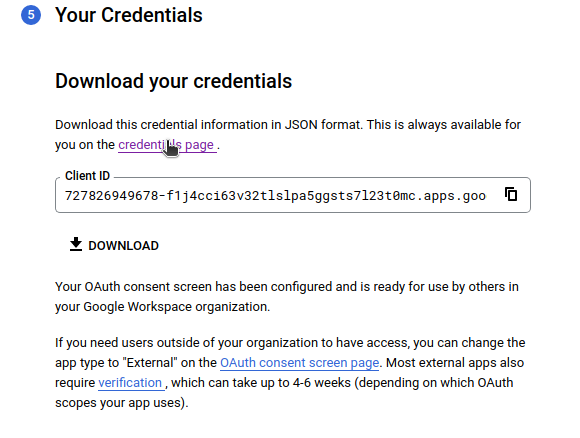 5 Your Credentials
Download your credentials
Download this credential information in JSON format. This is always available for
you on the credentials page .
Client ID
727826949678-f1j4cci63v32tlslpa5ggsts7l23t0mc.apps.goo
DOWNLOAD
Your OAuth consent screen has been configured and is ready for use by others in
your Google Workspace organization.
If you need users outside of your organization to have access, you can change the
app type to "External" on the OAuth consent screen page. Most external apps also
require verification , which can take up to 4-6 weeks (depending on which OAuth
scopes your app uses).